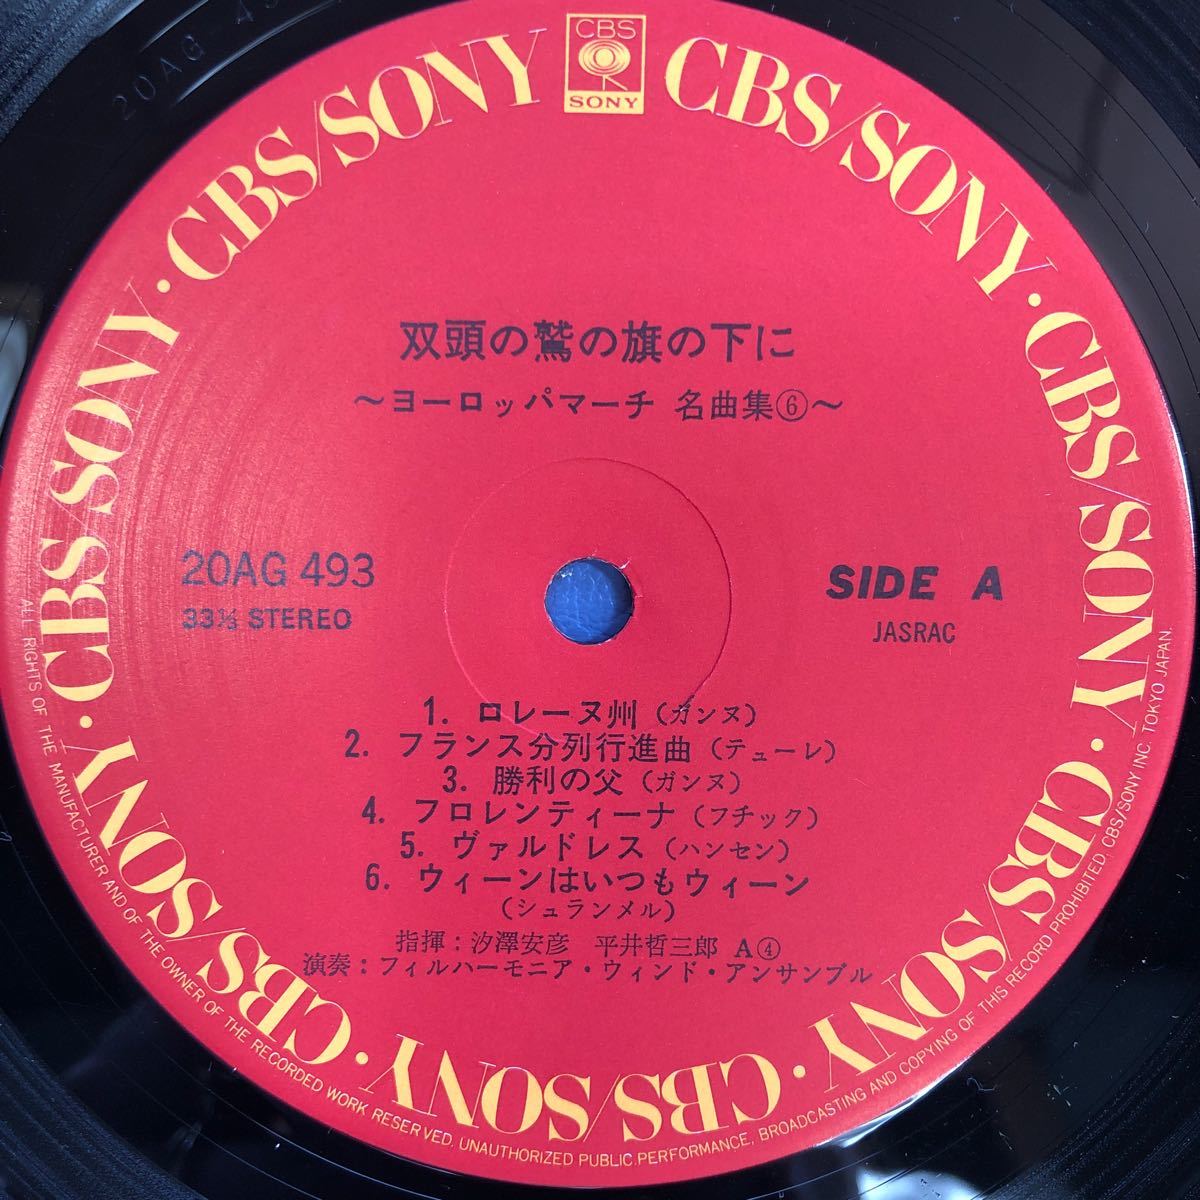 CBS
SONY
CBS/SONY · CBS/SONY · CBS/SONY · CBS/SONY · CBS/SONY · CBS/SONY · CBS/SONY · CBS/SONY
20AG
双頭の鷲の旗の下に
～ヨーロッパマーチ 名曲集⑥～
20AG 493
33⅓ STEREO
SIDE A
JASRAC
1. ロレーヌ州(ガンヌ)
2. フランス分列行進曲(テューレ)
3. 勝利の父(ガンヌ)
4. フロレンティーナ(フチック)
5. ヴァルドレス(ハンセン)
6. ウィーンはいつもウィーン
(シュランメル)
指揮：汐澤安彦 平井哲三郎 A④
演奏：フィルハーモニア・ウィンド・アンサンブル
ALL RIGHTS OF THE MANUFACTURER AND OF THE OWNER OF THE RECORDED WORK RESERVED. UNAUTHORIZED PUBLIC PERFORMANCE, BROADCASTING AND COPYING OF THIS RECORD PROHIBITED. CBS/SONY INC. TOKYO JAPAN.